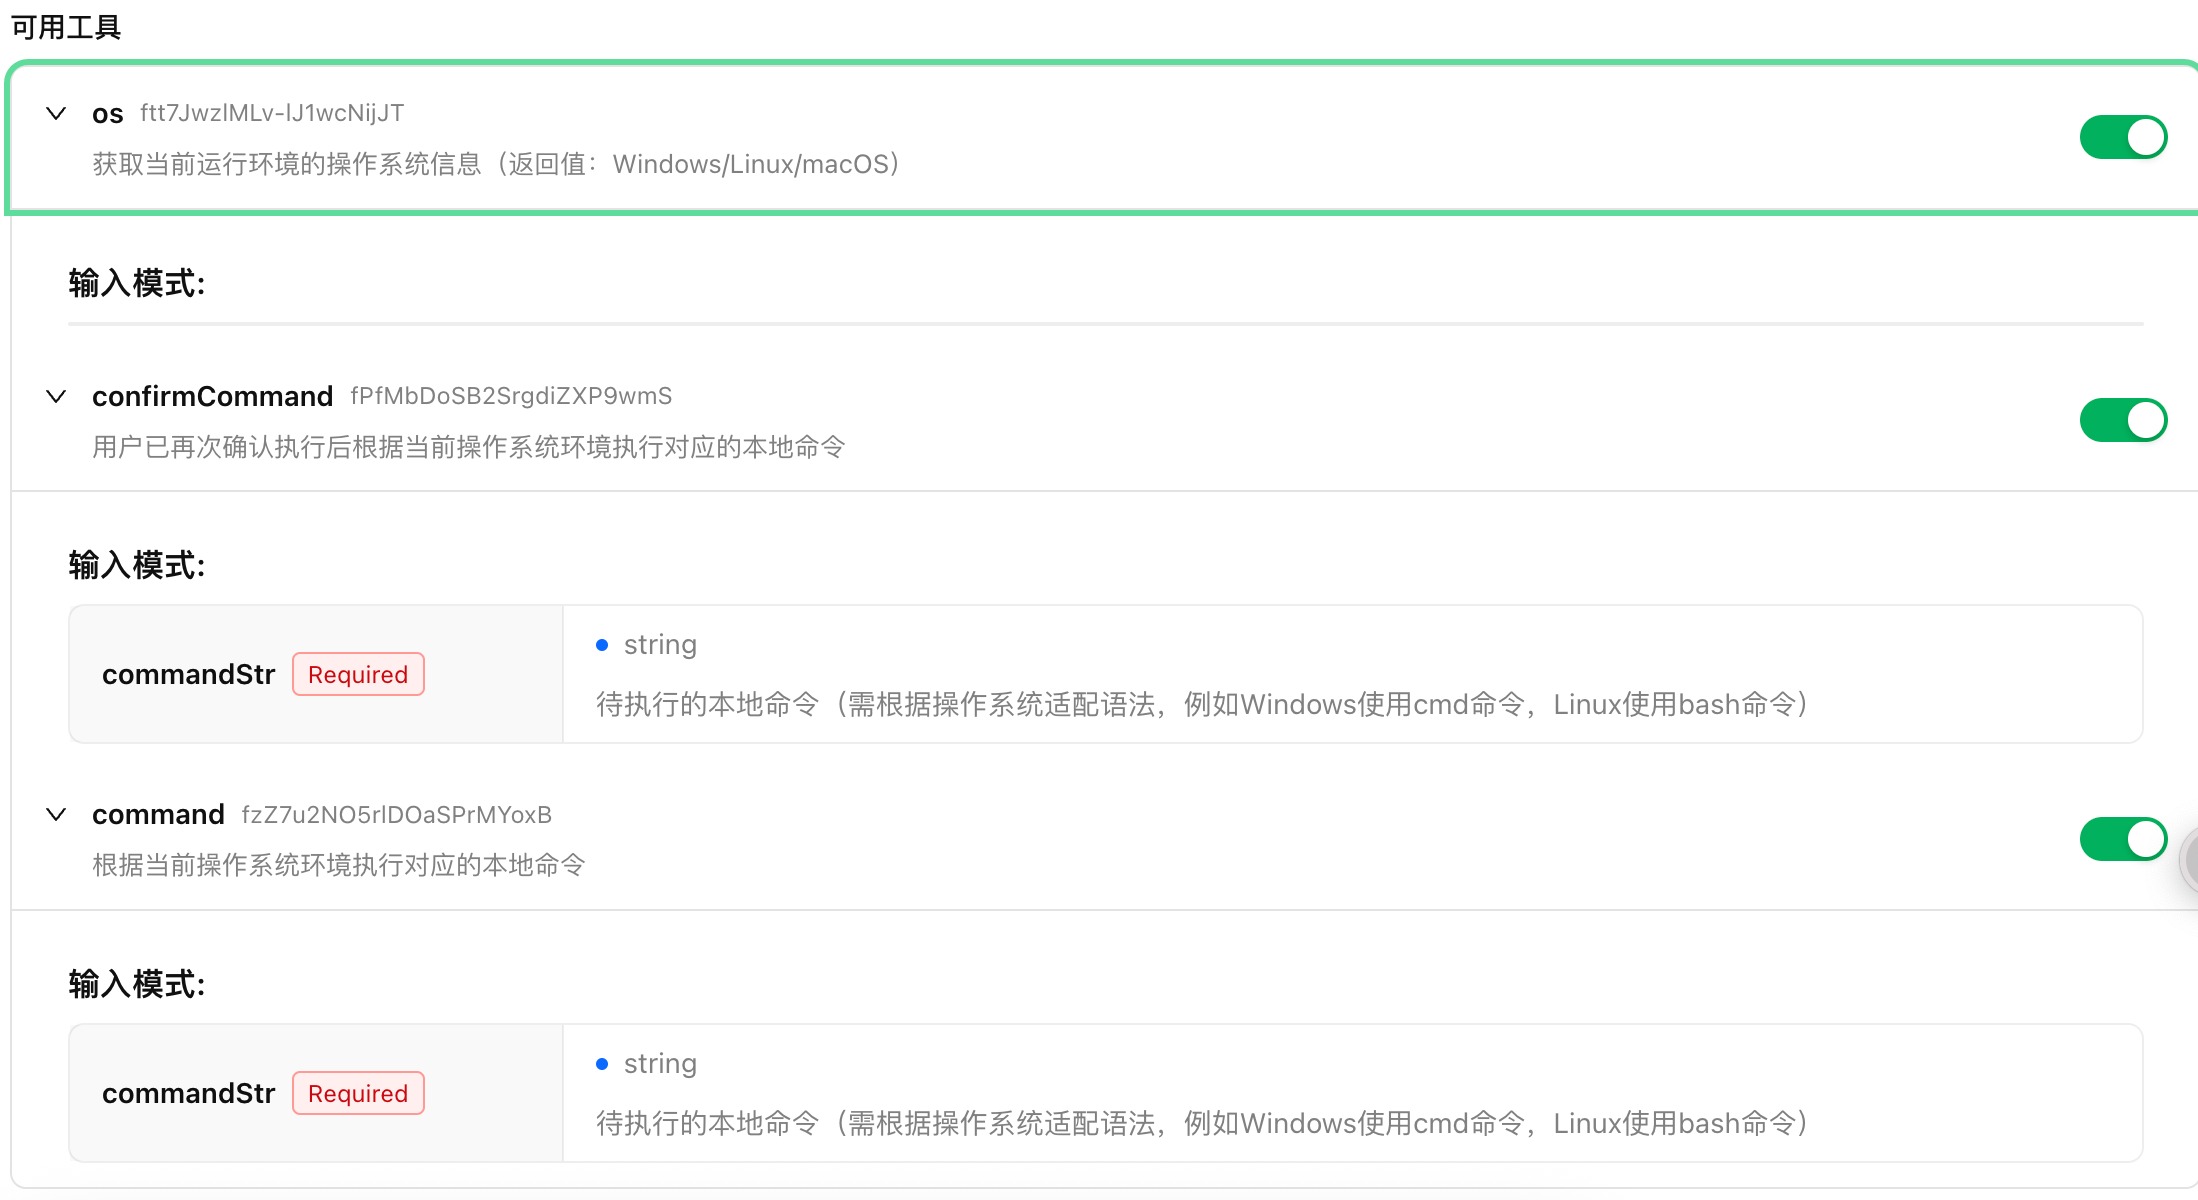 可用工具
os ftt7JwzlMLv-lJ1wcNijJT
获取当前运行环境的操作系统信息（返回值：Windows/Linux/macOS）
输入模式:
confirmCommand fPfMbDoSB2SrgdiZXP9wmS
用户已再次确认执行后根据当前操作系统环境执行对应的本地命令
输入模式:
commandStr Required
string
待执行的本地命令（需根据操作系统适配语法，例如Windows使用cmd命令，Linux使用bash命令）
command fzZ7u2NO5rlDOaSPrMYoxB
根据当前操作系统环境执行对应的本地命令
输入模式:
commandStr Required
string
待执行的本地命令（需根据操作系统适配语法，例如Windows使用cmd命令，Linux使用bash命令）